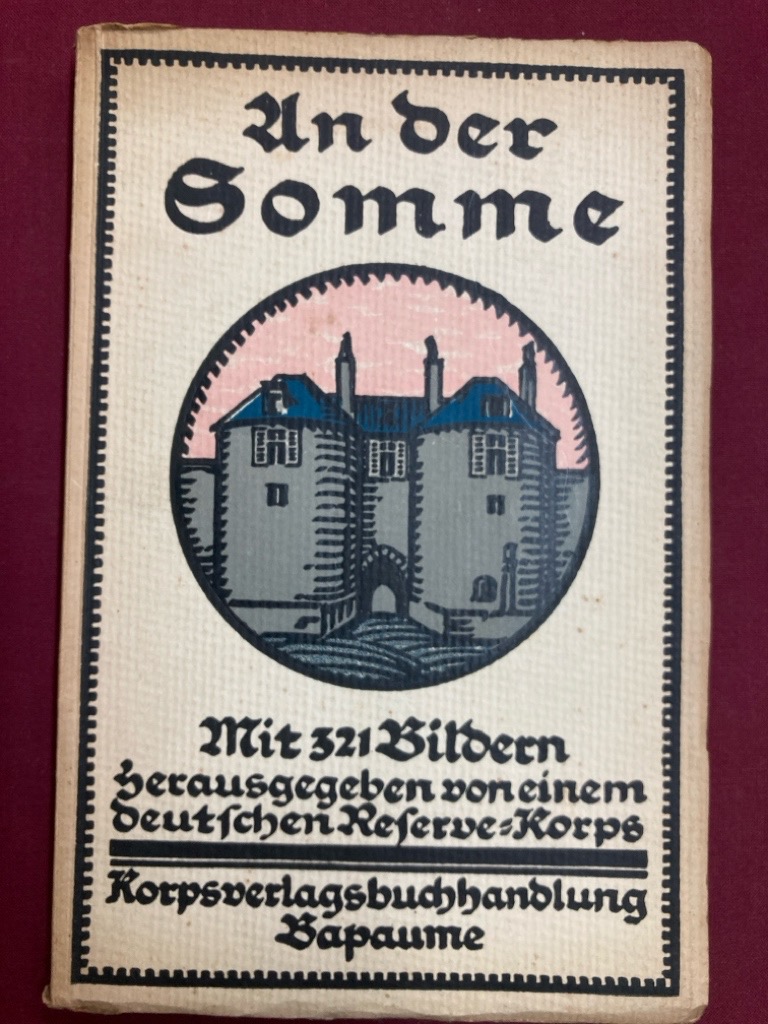 An der
Somme
Mit 321 Bildern
herausgegeben von einem
deutſchen Reſerve=Korps
Korpsverlagsbuchhandlung
Bapaume